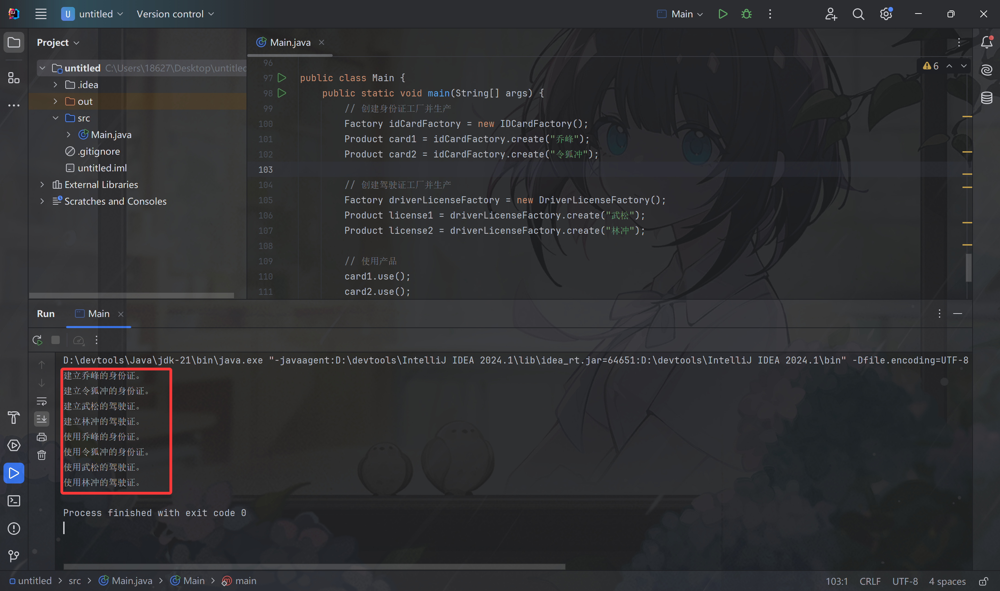 U untitled Version control Main
Project
Main.java
untitled C:\Users\18627\Desktop\untitled
.idea
out
src
Main.java
.gitignore
untitled.iml
External Libraries
Scratches and Consoles
6
96
97 public class Main {
98 public static void main(String[] args) {
99 // 创建身份证工厂并生产
100 Factory idCardFactory = new IDCardFactory();
101 Product card1 = idCardFactory.create("乔峰");
102 Product card2 = idCardFactory.create("令狐冲");
103
104 // 创建驾驶证工厂并生产
105 Factory driverLicenseFactory = new DriverLicenseFactory();
106 Product license1 = driverLicenseFactory.create("武松");
107 Product license2 = driverLicenseFactory.create("林冲");
108
109 // 使用产品
110 card1.use();
111 card2.use();
Run Main
D:\devtools\Java\jdk-21\bin\java.exe "-javaagent:D:\devtools\IntelliJ IDEA 2024.1\lib\idea_rt.jar=64651:D:\devtools\IntelliJ IDEA 2024.1\bin" -Dfile.encoding=UTF-8
建立乔峰的身份证。
建立令狐冲的身份证。
建立武松的驾驶证。
建立林冲的驾驶证。
使用乔峰的身份证。
使用令狐冲的身份证。
使用武松的驾驶证。
使用林冲的驾驶证。
Process finished with exit code 0
untitled > src > Main.java > Main > main
103:1 CRLF UTF-8 4 spaces